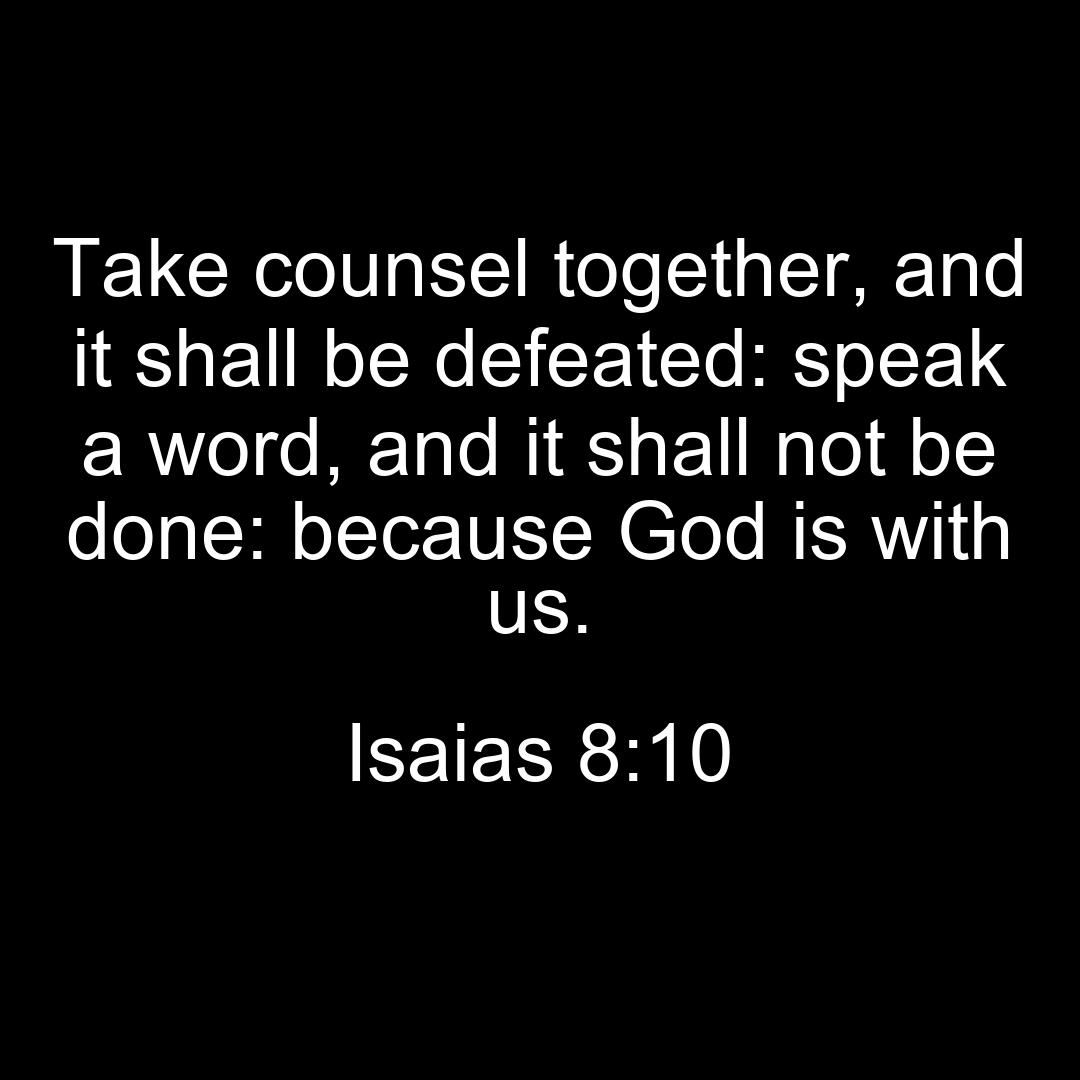 Take counsel together, and
it shall be defeated: speak
a word, and it shall not be
done: because God is with
us.
Isaias 8:10